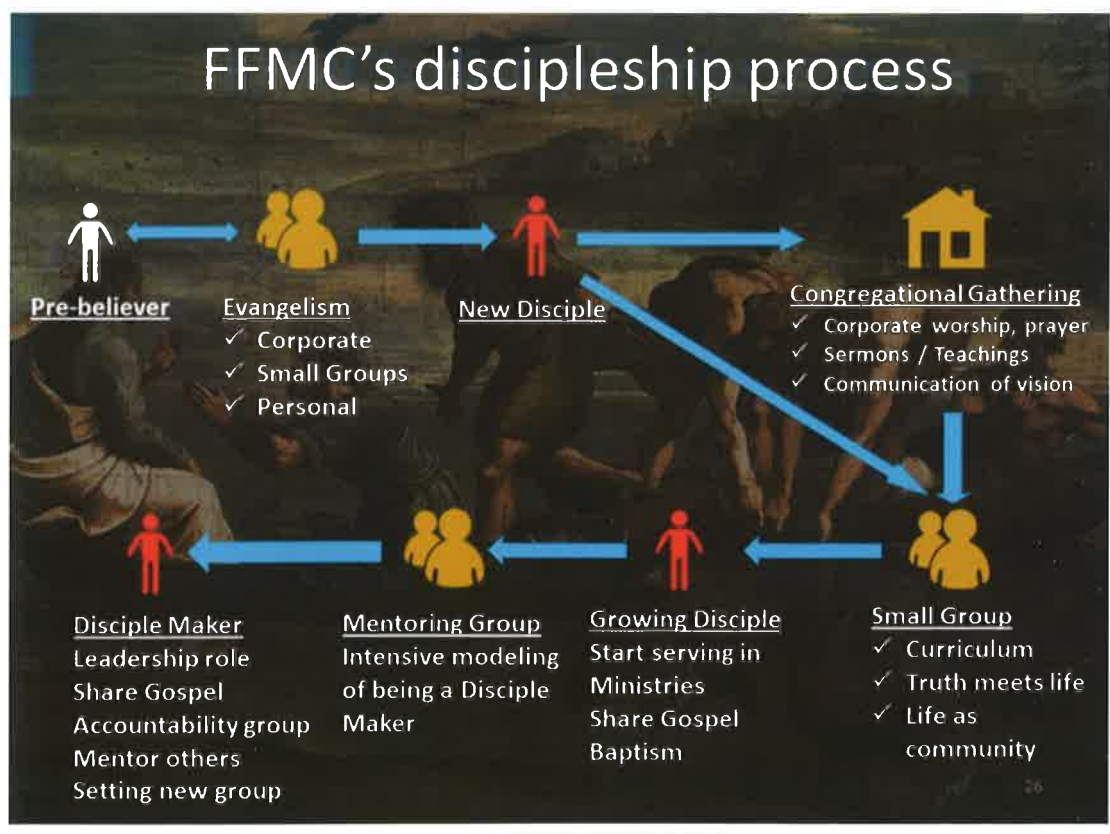 FFMC's discipleship process
Pre-believer
Evangelism
✓ Corporate
✓ Small Groups
✓ Personal
New Disciple
Congregational Gathering
✓ Corporate worship, prayer
✓ Sermons / Teachings
✓ Communication of vision
Disciple Maker
Leadership role
Share Gospel
Accountability group
Mentor others
Setting new group
Mentoring Group
Intensive modeling
of being a Disciple
Maker
Growing Disciple
Start serving in
Ministries
Share Gospel
Baptism
Small Group
✓ Curriculum
✓ Truth meets life
✓ Life as
community
26